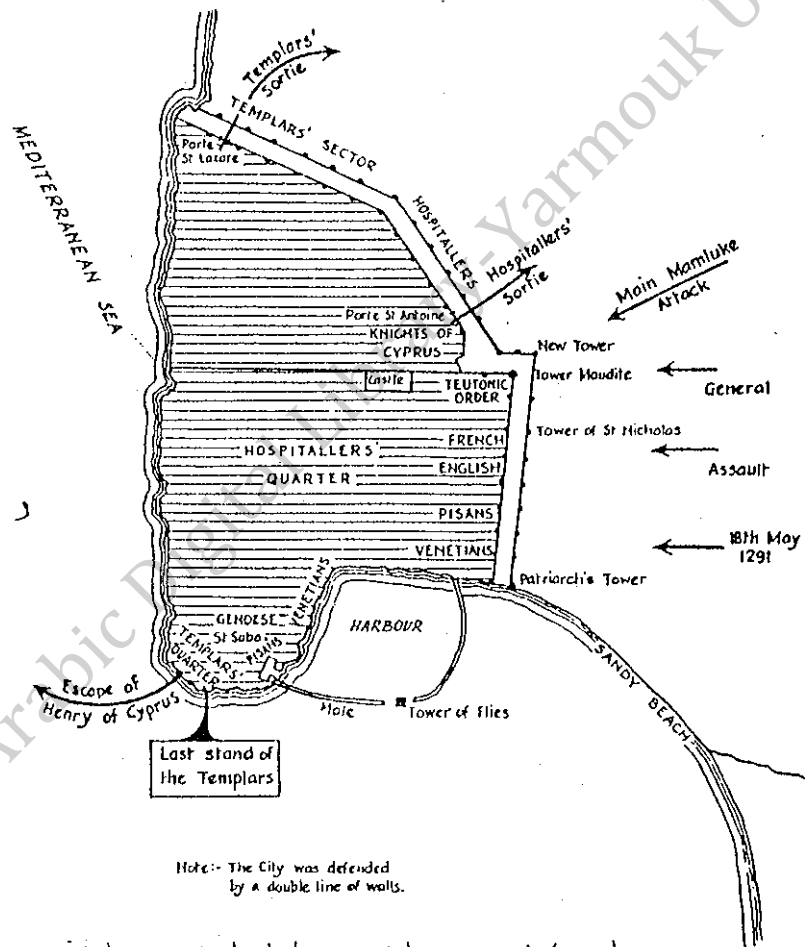 Templars'
Sortie
TEMPLARS' SECTOR
Porte
St Lazare
MEDITERRANEAN SEA
HOSPITALLERS
Hospitallers'
Sortie
Main Mamluke
Attack
Porte St Antoine
KNIGHTS OF
CYPRUS
New Tower
Castle
TEUTONIC
ORDER
Tower Maudite
General
FRENCH
Tower of St Nicholas
HOSPITALLERS'
QUARTER
ENGLISH
Assault
PISANS
VENETIANS
18th May
1291
Patriarch's Tower
VENETIANS
GENOESE
St Saba
PISANS
TEMPLARS'
QUARTER
HARBOUR
SANDY BEACH
Escape of
Henry of Cyprus
Mole
Tower of Flies
Last stand of
the Templars
Note:- The City was defended
by a double line of walls.
Arabic Digital Library-Yarmouk U